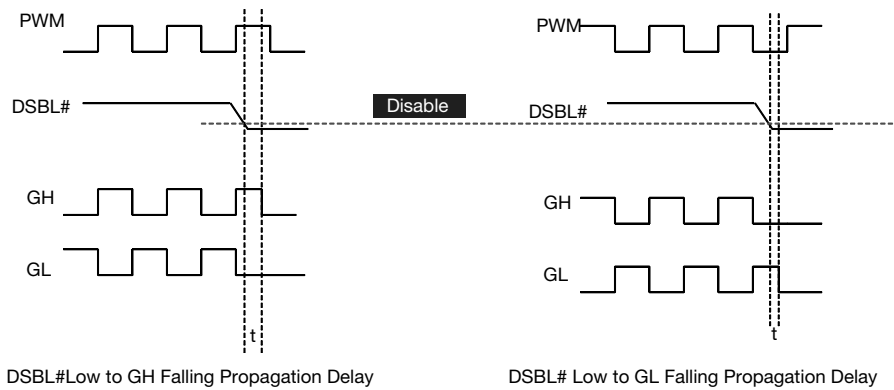 PWM
DSBL#
GH
GL
t
DSBL#Low to GH Falling Propagation Delay
Disable
PWM
DSBL#
GH
GL
t
DSBL# Low to GL Falling Propagation Delay